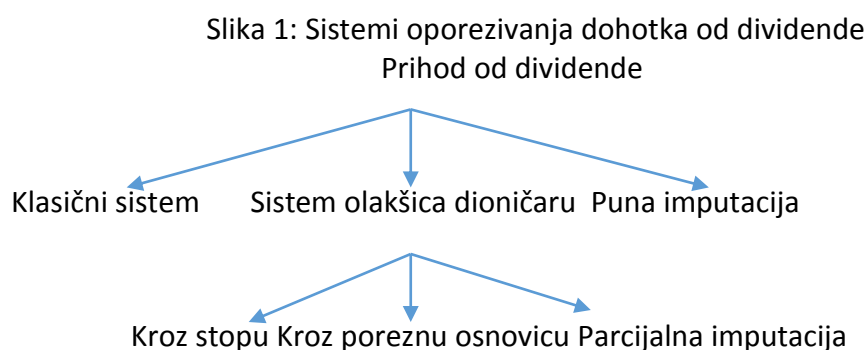 Slika 1: Sistemi oporezivanja dohotka od dividende
Prihod od dividende
Klasični sistem Sistem olakšica dioničaru Puna imputacija
Kroz stopu Kroz poreznu osnovicu Parcijalna imputacija